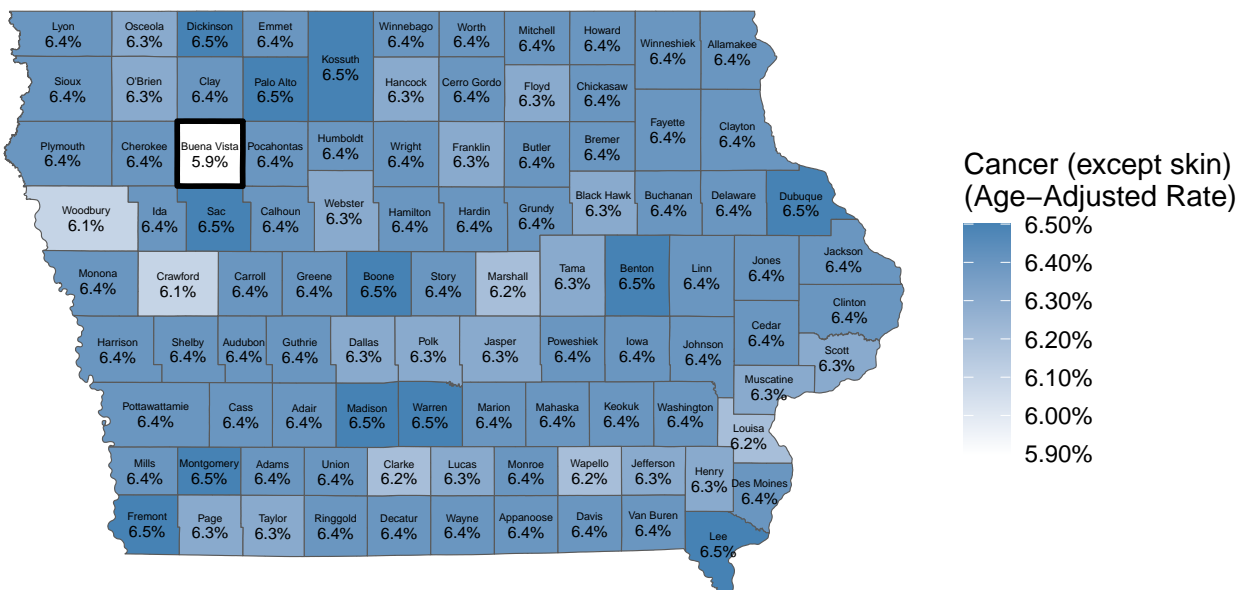 Lyon Osceola Dickinson Emmet Winnebago Worth Mitchell Howard
6.4% 6.3% 6.5% 6.4% 6.4% 6.4% 6.4% 6.4%
Winneshiek Allamakee
6.4% 6.4%
Kossuth
6.5%
Sioux O'Brien Clay Palo Alto Hancock Cerro Gordo Floyd Chickasaw
6.4% 6.3% 6.4% 6.5% 6.3% 6.4% 6.3% 6.4%
Fayette Clayton
6.4% 6.4%
Plymouth Cherokee Buena Vista Pocahontas Humboldt Wright Franklin Butler Bremer
6.4% 6.4% 5.9% 6.4% 6.4% 6.4% 6.3% 6.4% 6.4%
Woodbury Ida Sac Calhoun Webster Hamilton Hardin Grundy Black Hawk Buchanan Delaware Dubuque
6.1% 6.4% 6.5% 6.4% 6.3% 6.4% 6.4% 6.4% 6.3% 6.4% 6.4% 6.5%
Monona Crawford Carroll Greene Boone Story Marshall Tama Benton Linn Jones Jackson
6.4% 6.1% 6.4% 6.4% 6.5% 6.4% 6.2% 6.3% 6.5% 6.4% 6.4% 6.4%
Clinton
6.4%
Harrison Shelby Audubon Guthrie Dallas Polk Jasper Poweshiek Iowa Johnson Cedar Scott
6.4% 6.4% 6.4% 6.4% 6.3% 6.3% 6.3% 6.4% 6.4% 6.4% 6.4% 6.3%
Muscatine
6.3%
Pottawattamie Cass Adair Madison Warren Marion Mahaska Keokuk Washington Louisa
6.4% 6.4% 6.4% 6.5% 6.5% 6.4% 6.4% 6.4% 6.4% 6.2%
Mills Montgomery Adams Union Clarke Lucas Monroe Wapello Jefferson Henry Des Moines
6.4% 6.5% 6.4% 6.4% 6.2% 6.3% 6.4% 6.2% 6.3% 6.3% 6.4%
Fremont Page Taylor Ringgold Decatur Wayne Appanoose Davis Van Buren Lee
6.5% 6.3% 6.3% 6.4% 6.4% 6.4% 6.4% 6.4% 6.4% 6.5%
Cancer (except skin)
(Age−Adjusted Rate)
6.50%
6.40%
6.30%
6.20%
6.10%
6.00%
5.90%